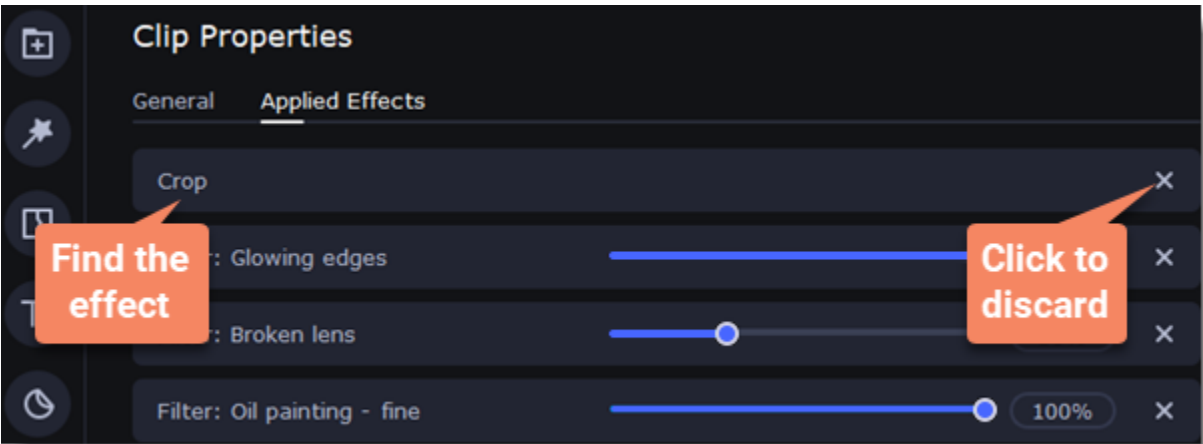 Clip Properties
General Applied Effects
Crop
Find the
effect
: Glowing edges
Click to
discard
: Broken lens
Filter: Oil painting - fine 100%